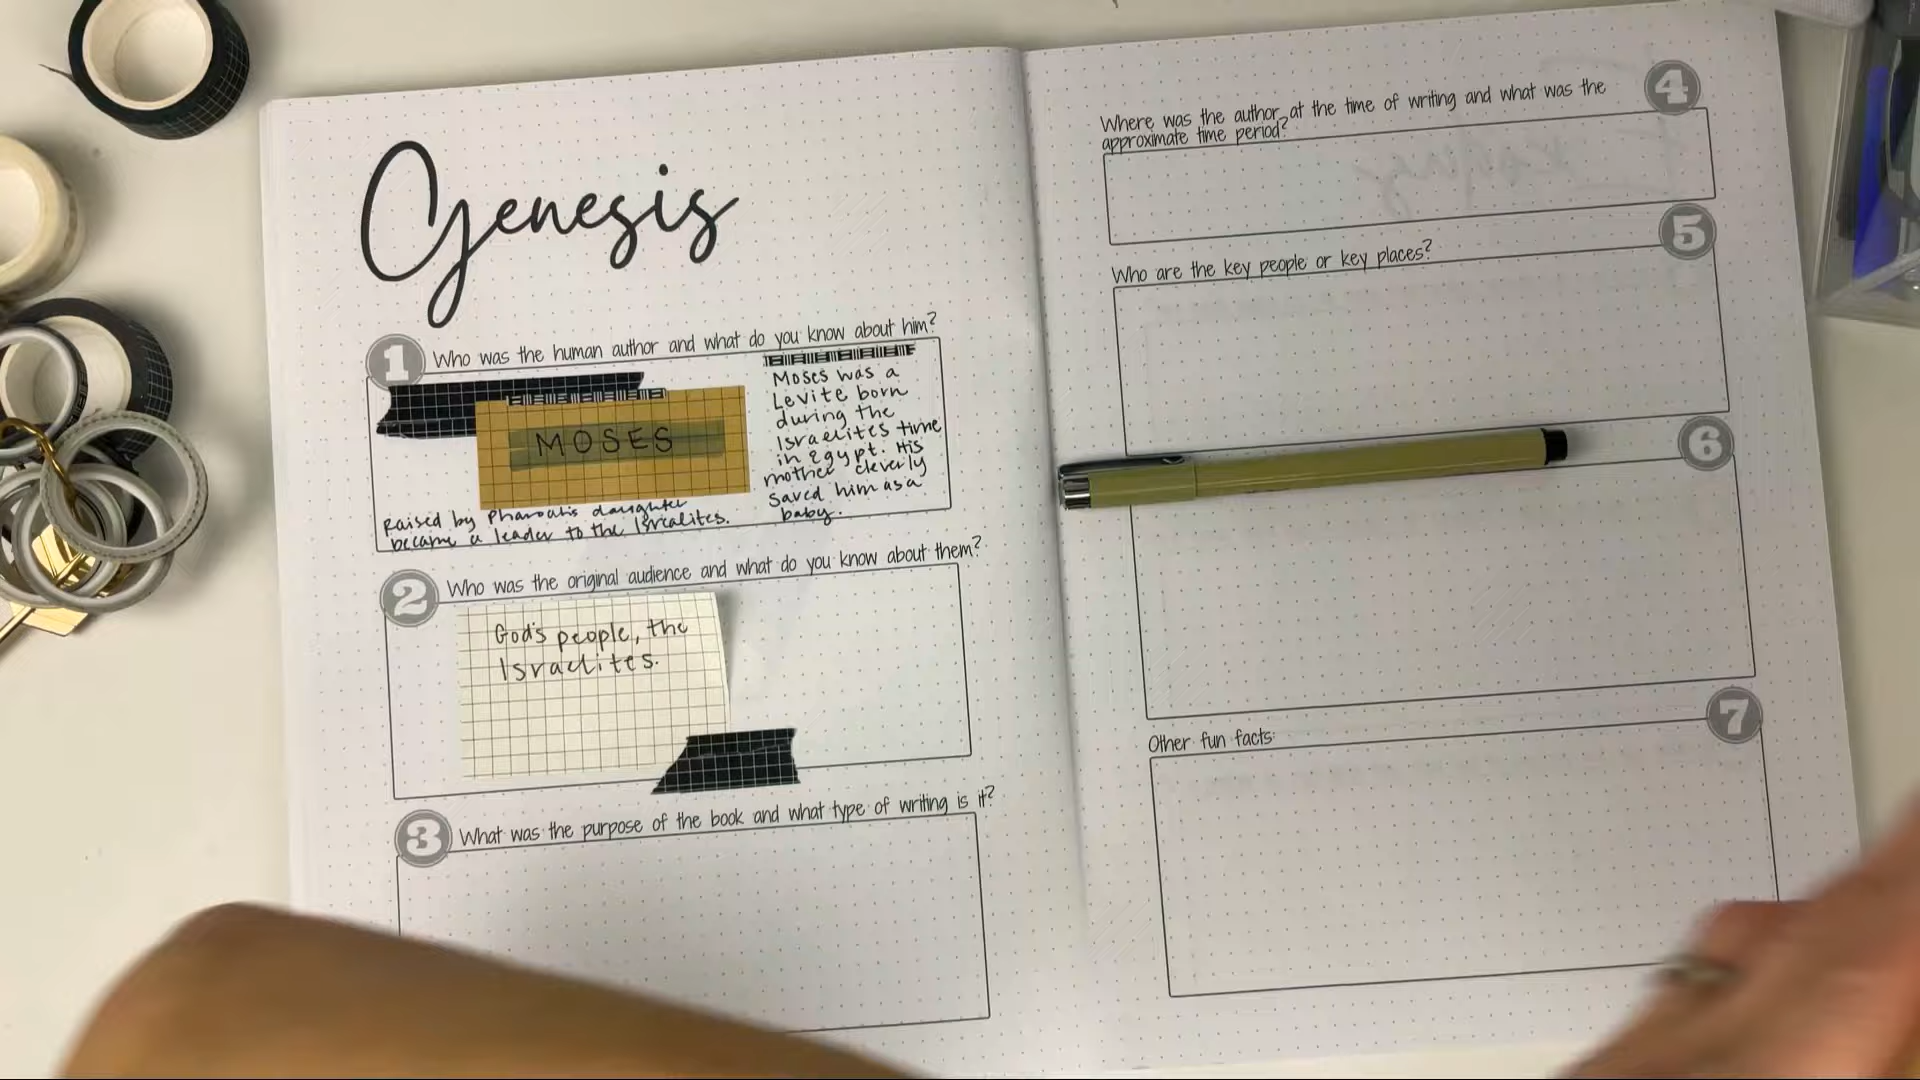 Genesis
1
Who was the human author and what do you know about him?
MOSES
Moses was a
Levite born
during the
Israelites time
in Egypt. His
mother cleverly
saved him as a
baby.
raised by Pharoahs daughter
became a leader to the Isrealites.
2
Who was the original audience and what do you know about them?
God's people, the
Israelites.
3
What was the purpose of the book and what type of writing is it?
4
Where was the author at the time of writing and what was the
approximate time period?
5
Who are the key people or key places?
6
7
Other fun facts: